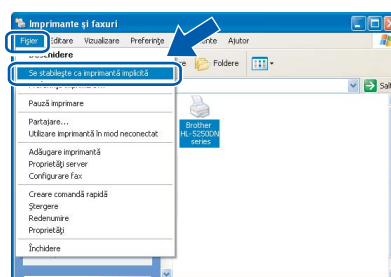 Imprimante și faxuri
Fișier Editare Vizualizare Preferințe Ajutor
Deschidere
Foldere
Se stabilește ca imprimantă implicită
Salt
Pauză imprimare
Partajare...
Utilizare imprimantă în mod neconectat
Brother
HL-5250DN
series
Adăugare imprimantă
Proprietăți server
Configurare fax
Creare comandă rapidă
Ștergere
Redenumire
Proprietăți
Închidere